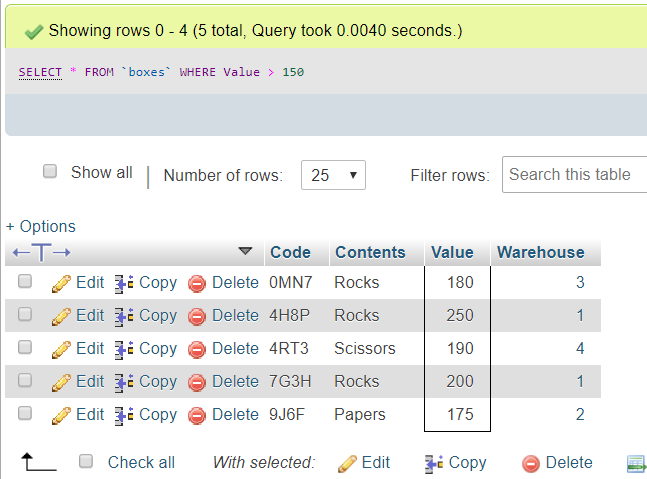 Showing rows 0 - 4 (5 total, Query took 0.0040 seconds.)
SELECT * FROM `boxes` WHERE Value > 150
Show all | Number of rows: 25 Filter rows: Search this table
+ Options
←T→ Code Contents Value Warehouse
Edit Copy Delete 0MN7 Rocks 180 3
Edit Copy Delete 4H8P Rocks 250 1
Edit Copy Delete 4RT3 Scissors 190 4
Edit Copy Delete 7G3H Rocks 200 1
Edit Copy Delete 9J6F Papers 175 2
Check all With selected: Edit Copy Delete